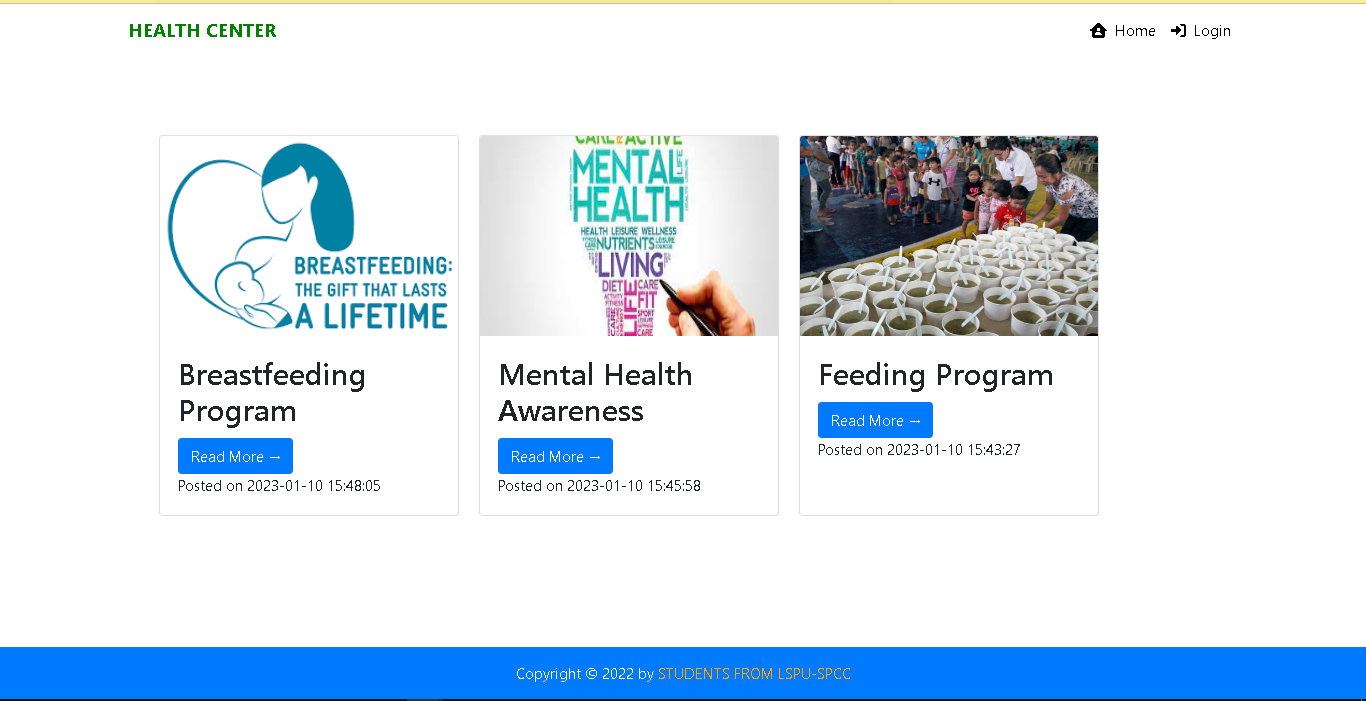 HEALTH CENTER
Home
Login
BREASTFEEDING:
THE GIFT THAT LASTS
A LIFETIME
CARE ACTIVE
MENTAL
LIFE
HEALTH
HEALTH LEISURE WELLNESS
NUTRIENTS
LIVING
DIET CARE
FIT
LIFE
SPORT
CARE
Breastfeeding
Program
Read More →
Posted on 2023-01-10 15:48:05
Mental Health
Awareness
Read More →
Posted on 2023-01-10 15:45:58
Feeding Program
Read More →
Posted on 2023-01-10 15:43:27
Copyright © 2022 by STUDENTS FROM LSPU-SPCC